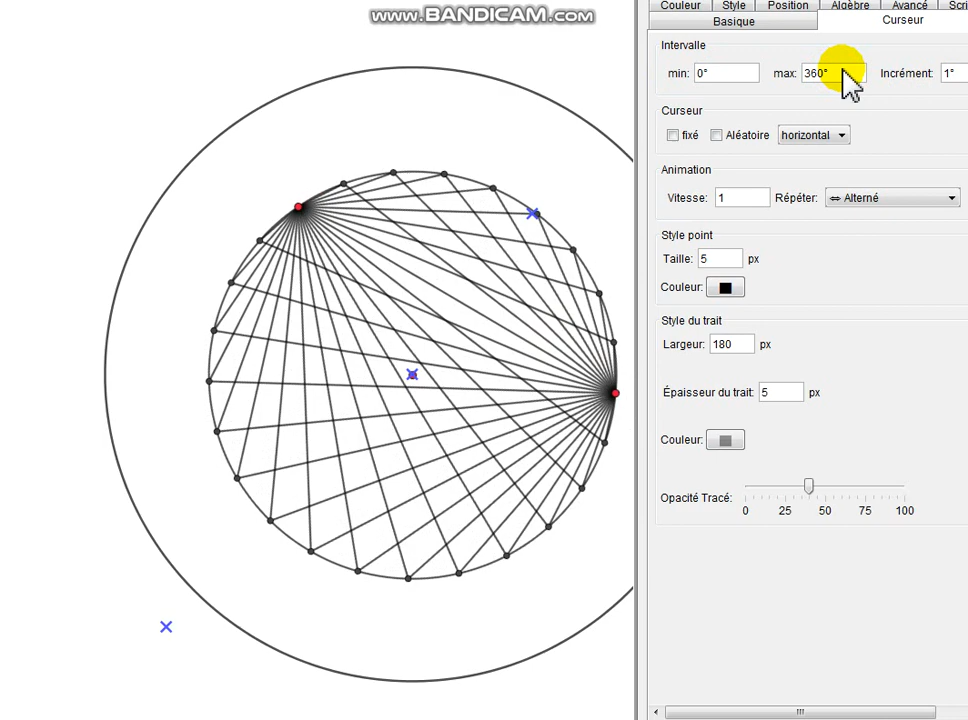 www.BANDICAM.com
Couleur Style Position Algèbre Avancé Scri
Basique Curseur
Intervalle
min: 0° max: 360° Incrément: 1°
Curseur
fixé Aléatoire horizontal
Animation
Vitesse: 1 Répéter: ⇔ Alterné
Style point
Taille: 5 px
Couleur:
Style du trait
Largeur: 180 px
Épaisseur du trait: 5 px
Couleur:
Opacité Tracé:
0 25 50 75 100